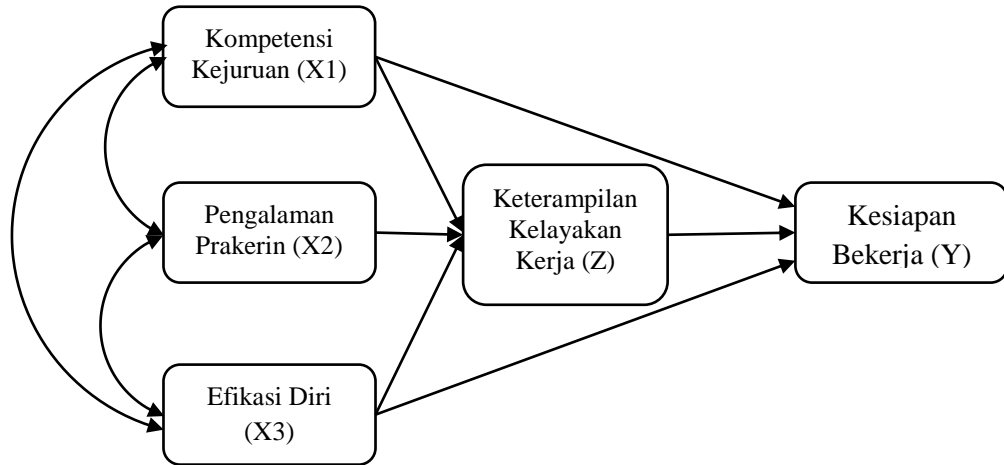 Kompetensi
Kejuruan (X1)
Pengalaman
Prakerin (X2)
Efikasi Diri
(X3)
Keterampilan
Kelayakan
Kerja (Z)
Kesiapan
Bekerja (Y)